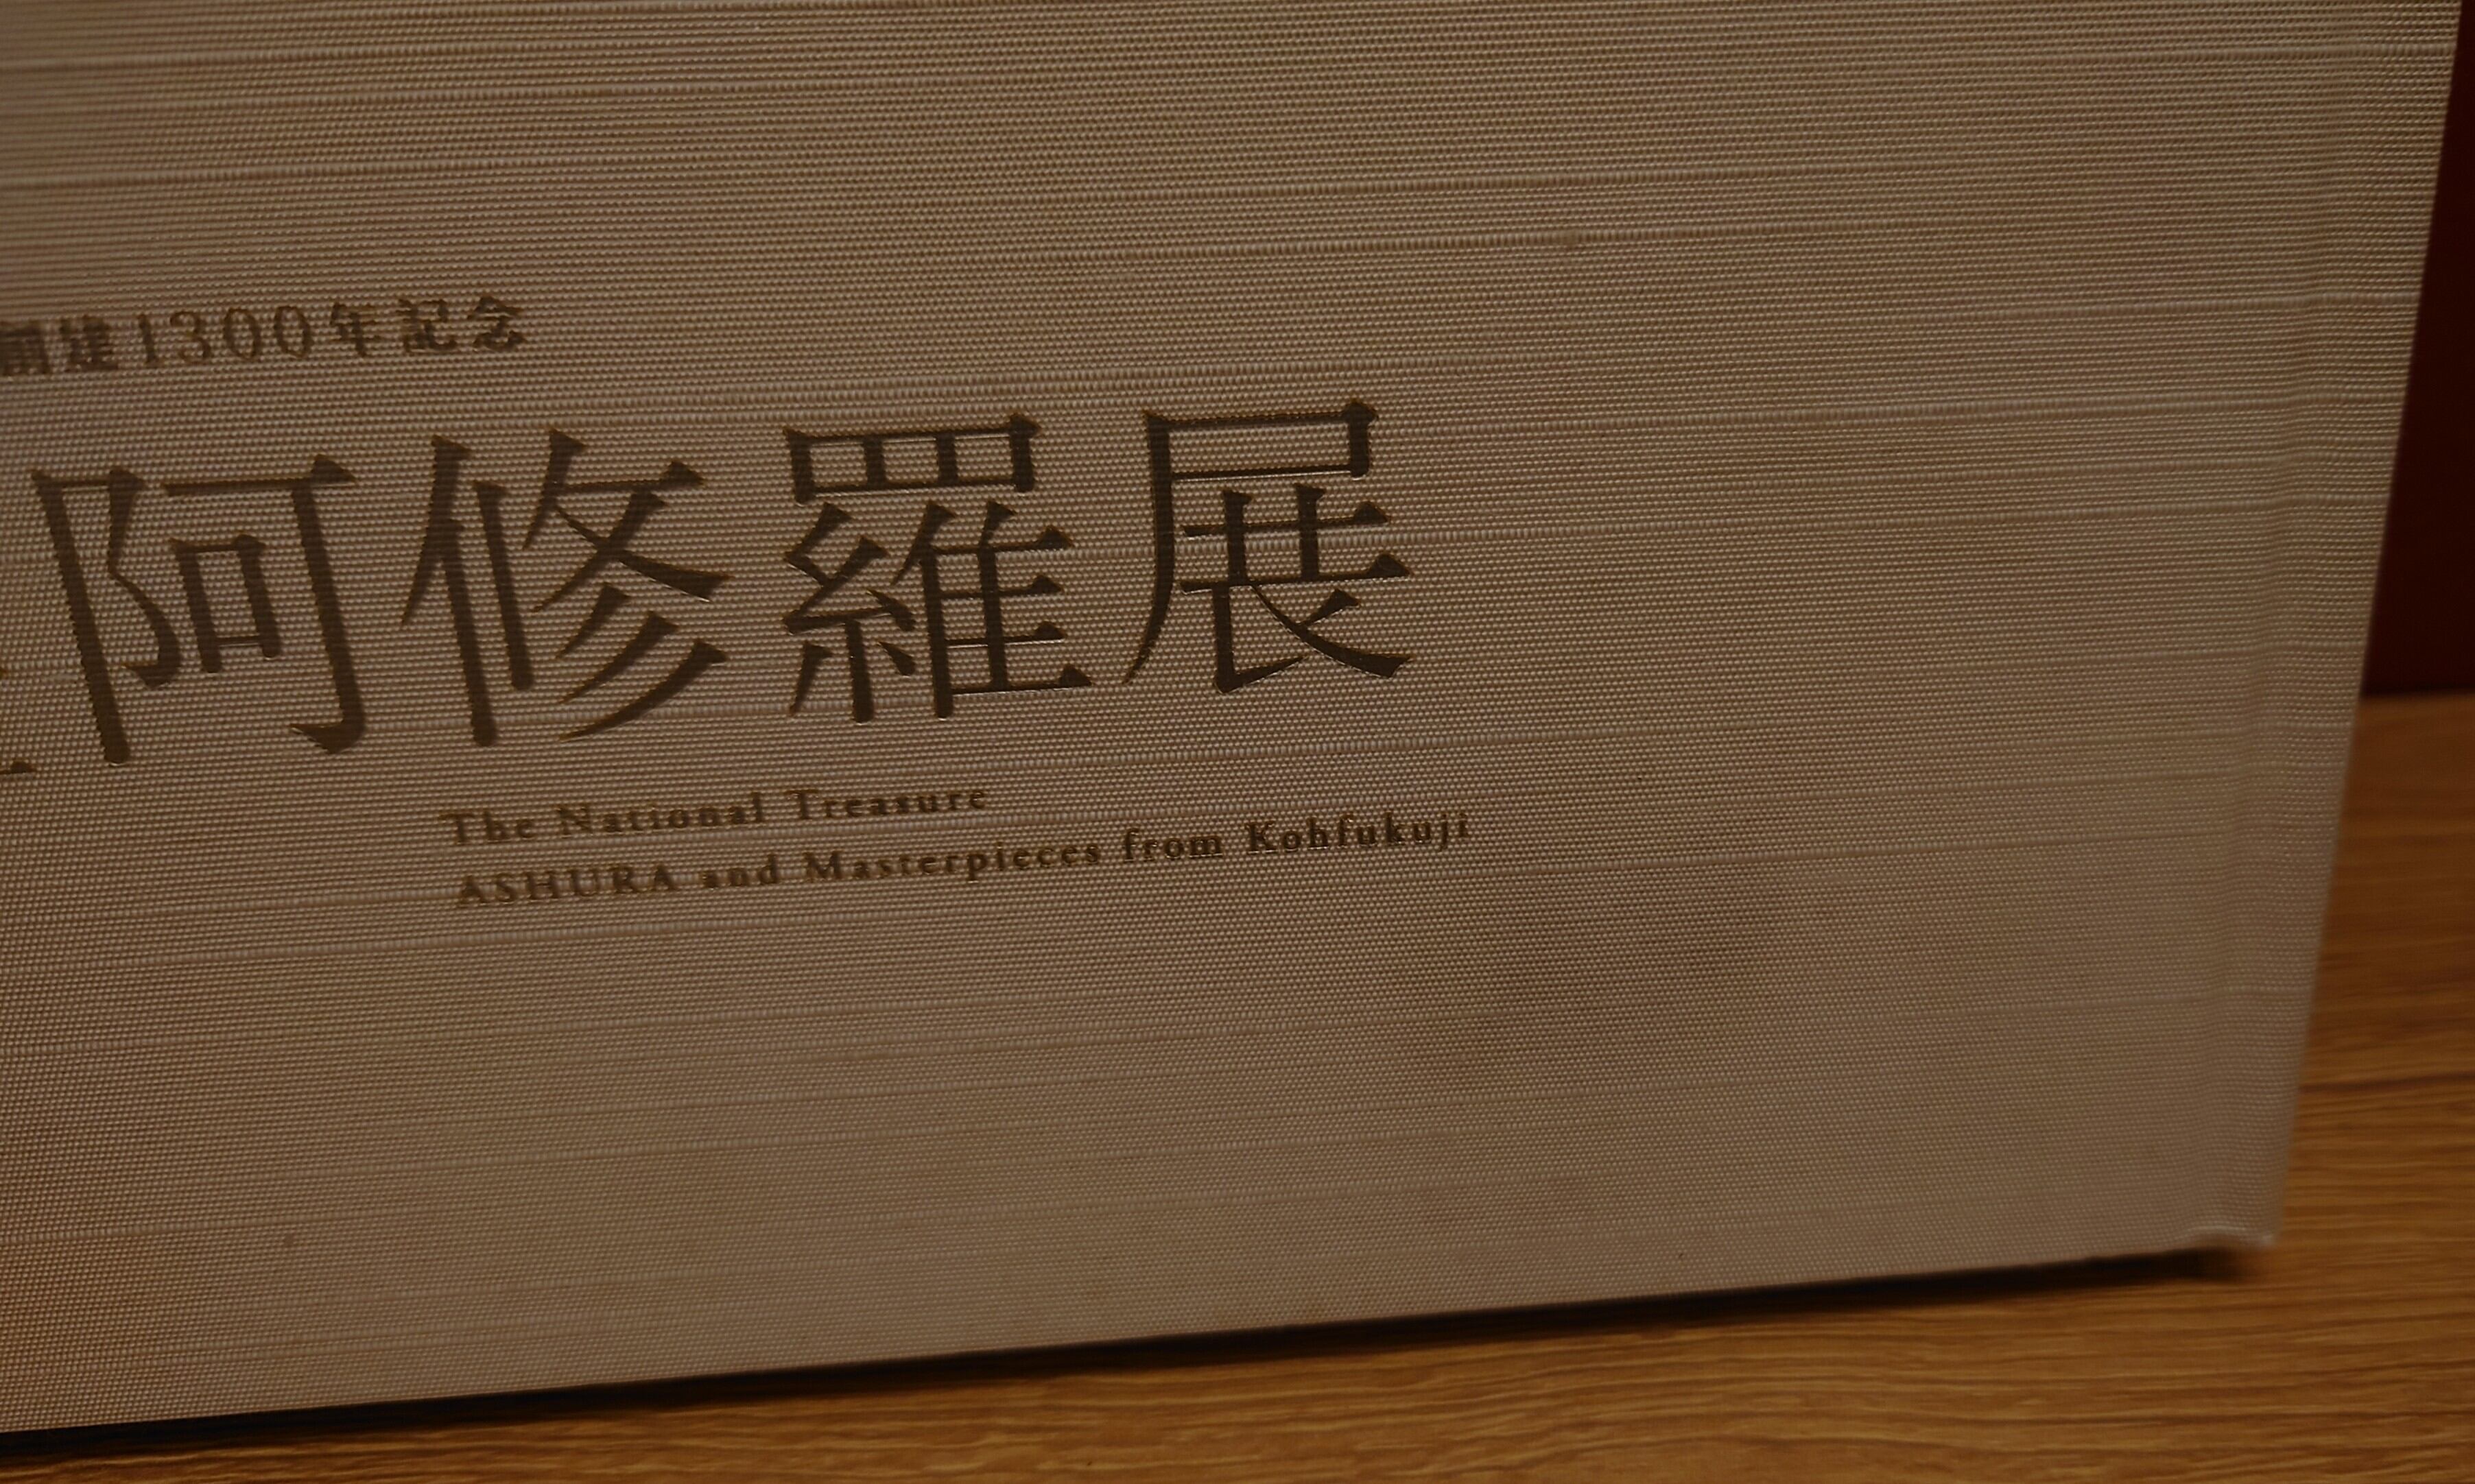 創建1300年記念
阿修羅展
The National Treasure
ASHURA and Masterpieces from Kohfukuji